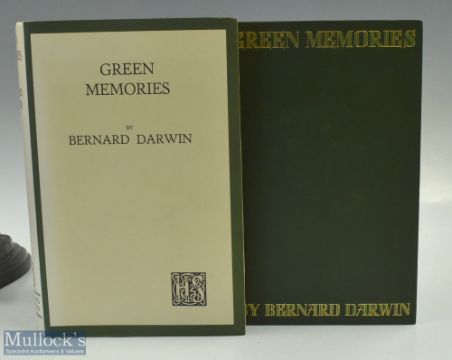 GREEN
MEMORIES
BY
BERNARD DARWIN
H&S
GREEN MEMORIES
BY BERNARD DARWIN
Mullock's
Specialist Auctioneers & Valuers